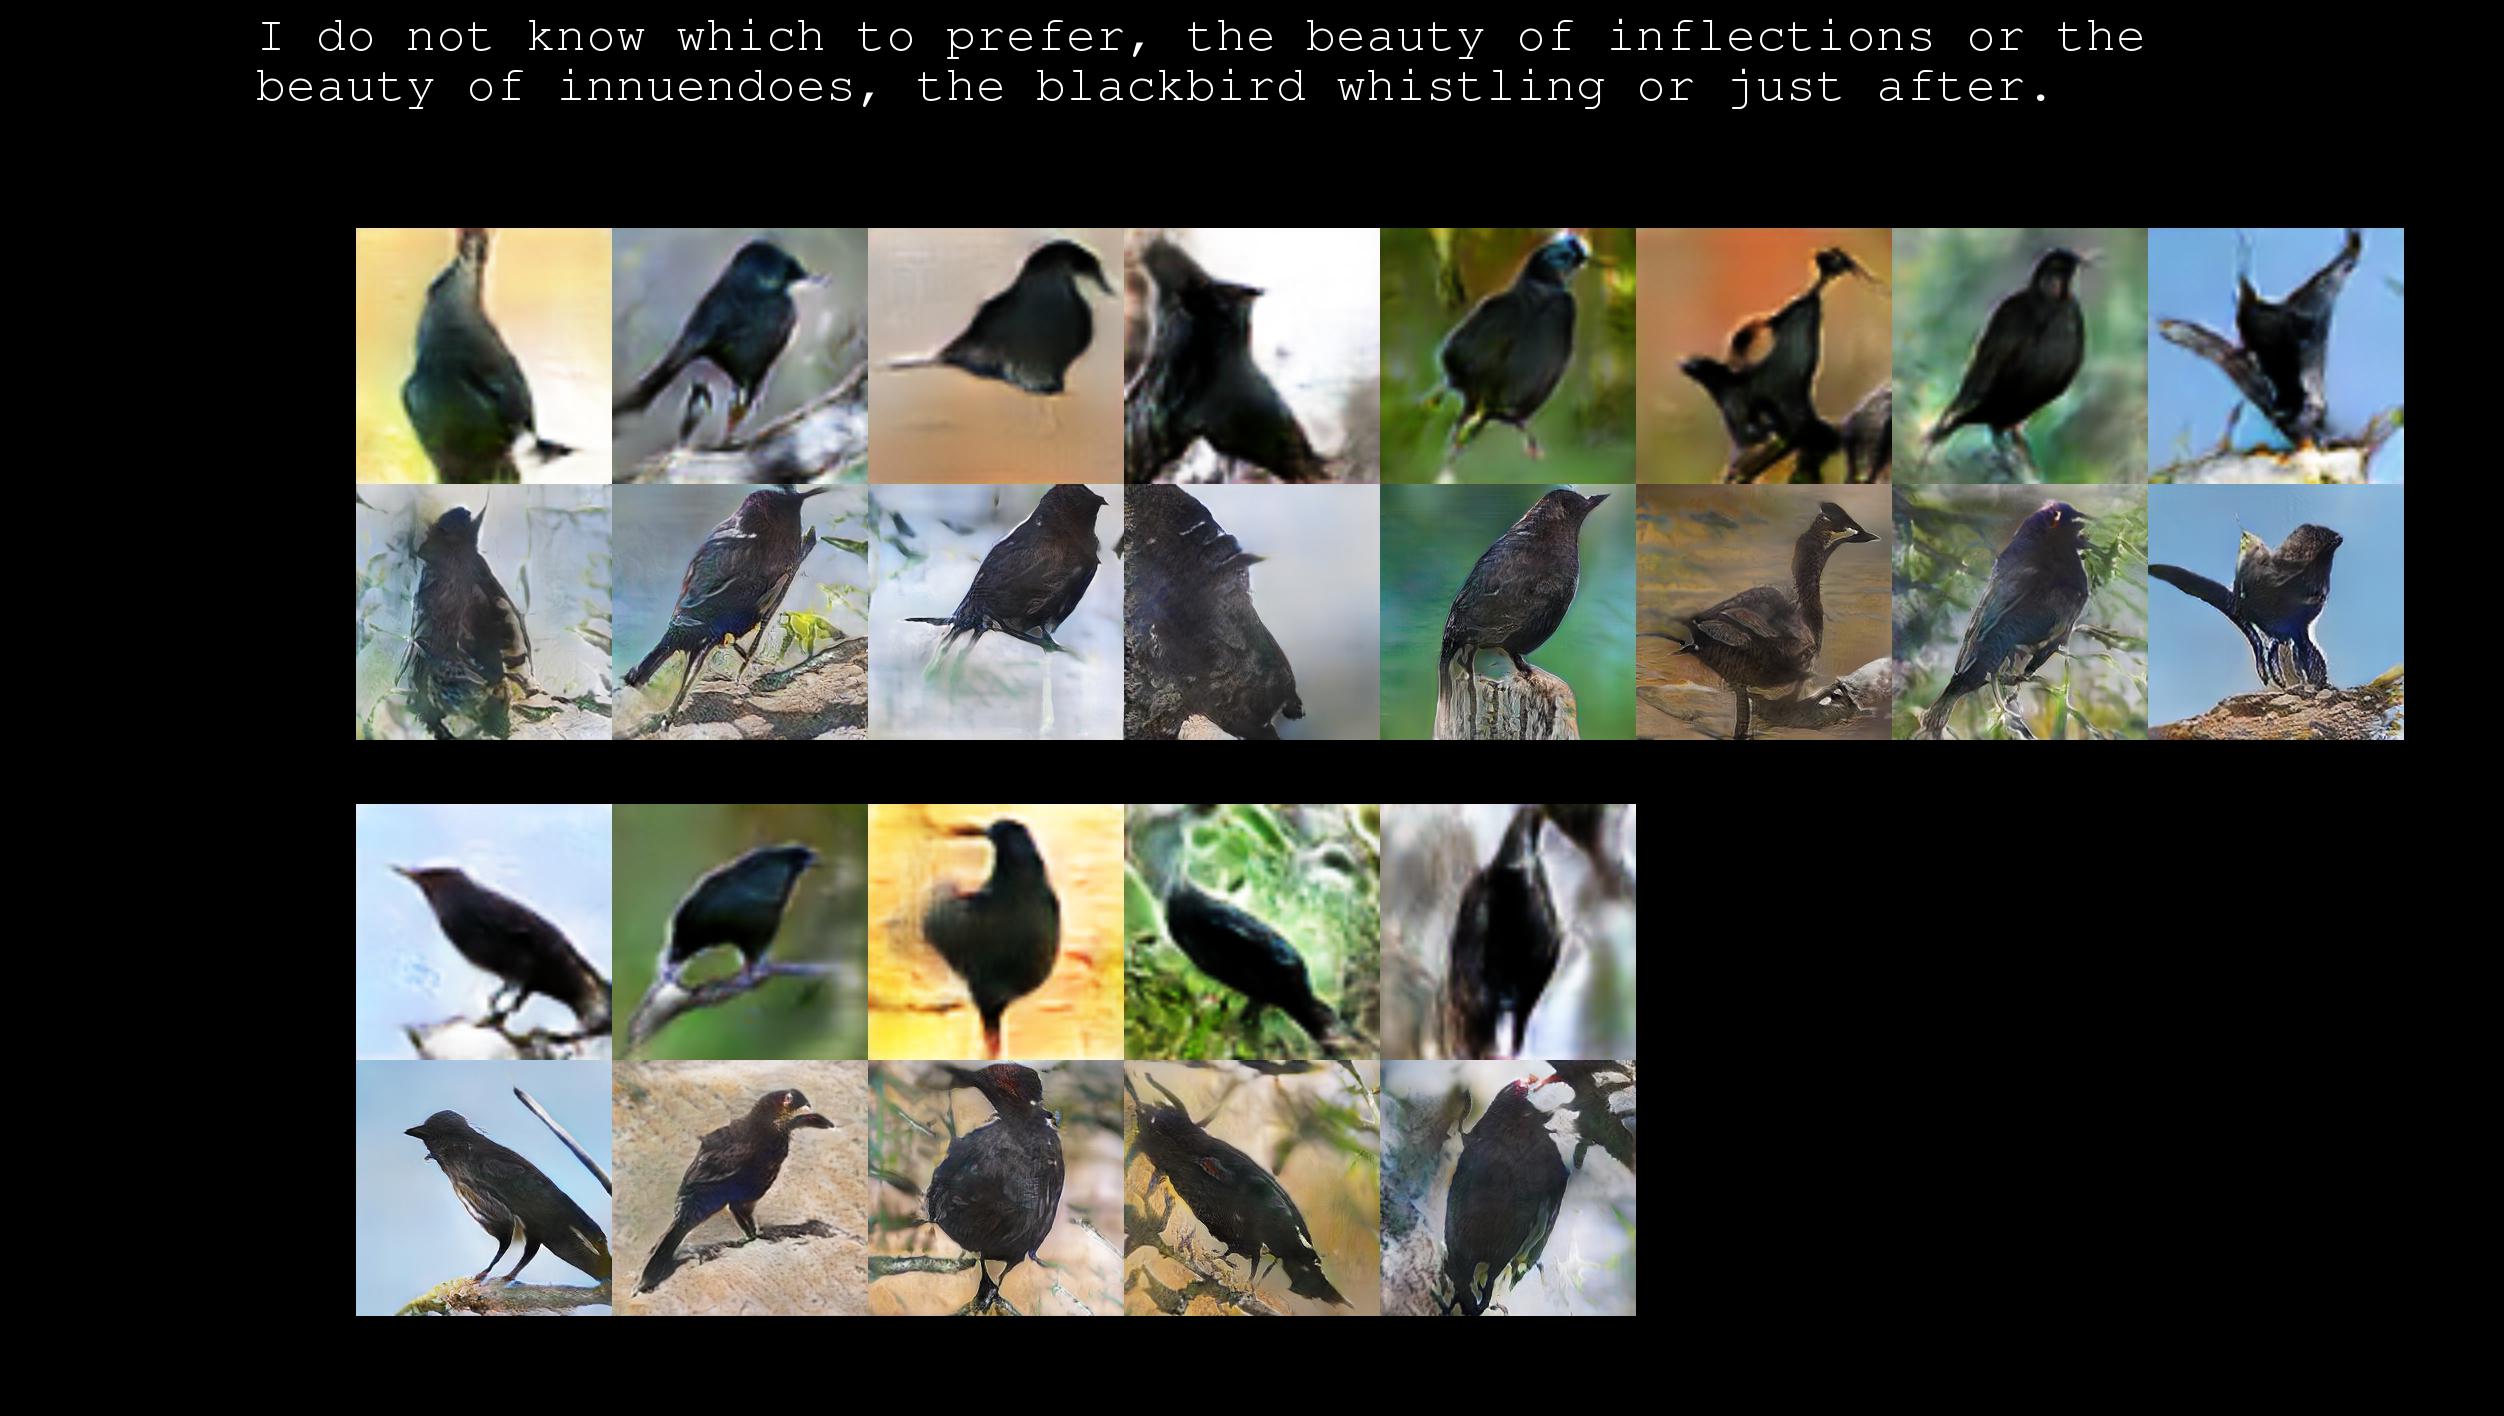 I do not know which to prefer, the beauty of inflections or the
beauty of innuendoes, the blackbird whistling or just after.